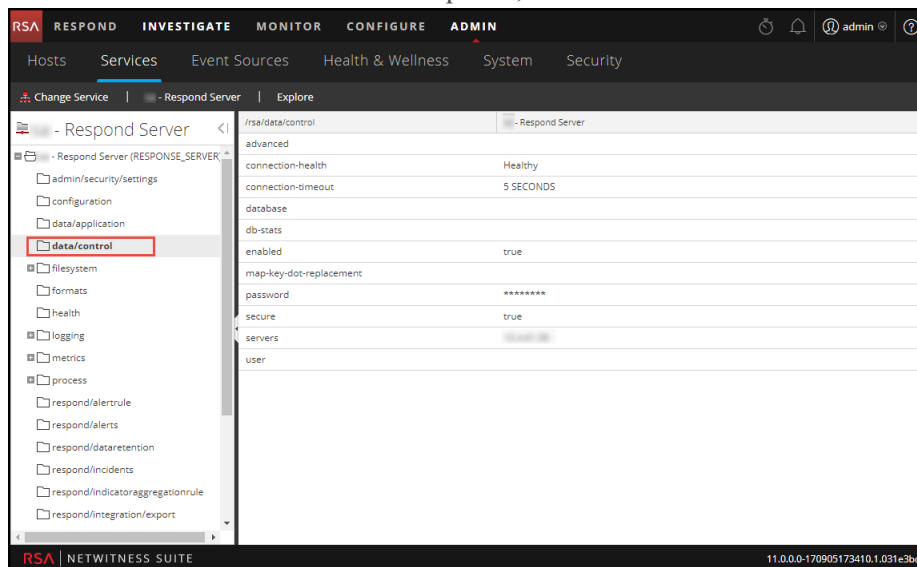 RSA RESPOND INVESTIGATE MONITOR CONFIGURE ADMIN admin
Hosts Services Event Sources Health & Wellness System Security
Change Service | - Respond Server | Explore
- Respond Server
- Respond Server (RESPONSE_SERVER)
admin/security/settings
configuration
data/application
data/control
filesystem
formats
health
logging
metrics
process
respond/alertrule
respond/alerts
respond/dataretention
respond/incidents
respond/indicatoraggregationrule
respond/integration/export
/rsa/data/control - Respond Server
advanced
connection-health Healthy
connection-timeout 5 SECONDS
database
db-stats
enabled true
map-key-dot-replacement
password ********
secure true
servers
user
RSA | NETWITNESS SUITE 11.0.0.0-170905173410.1.031e3b